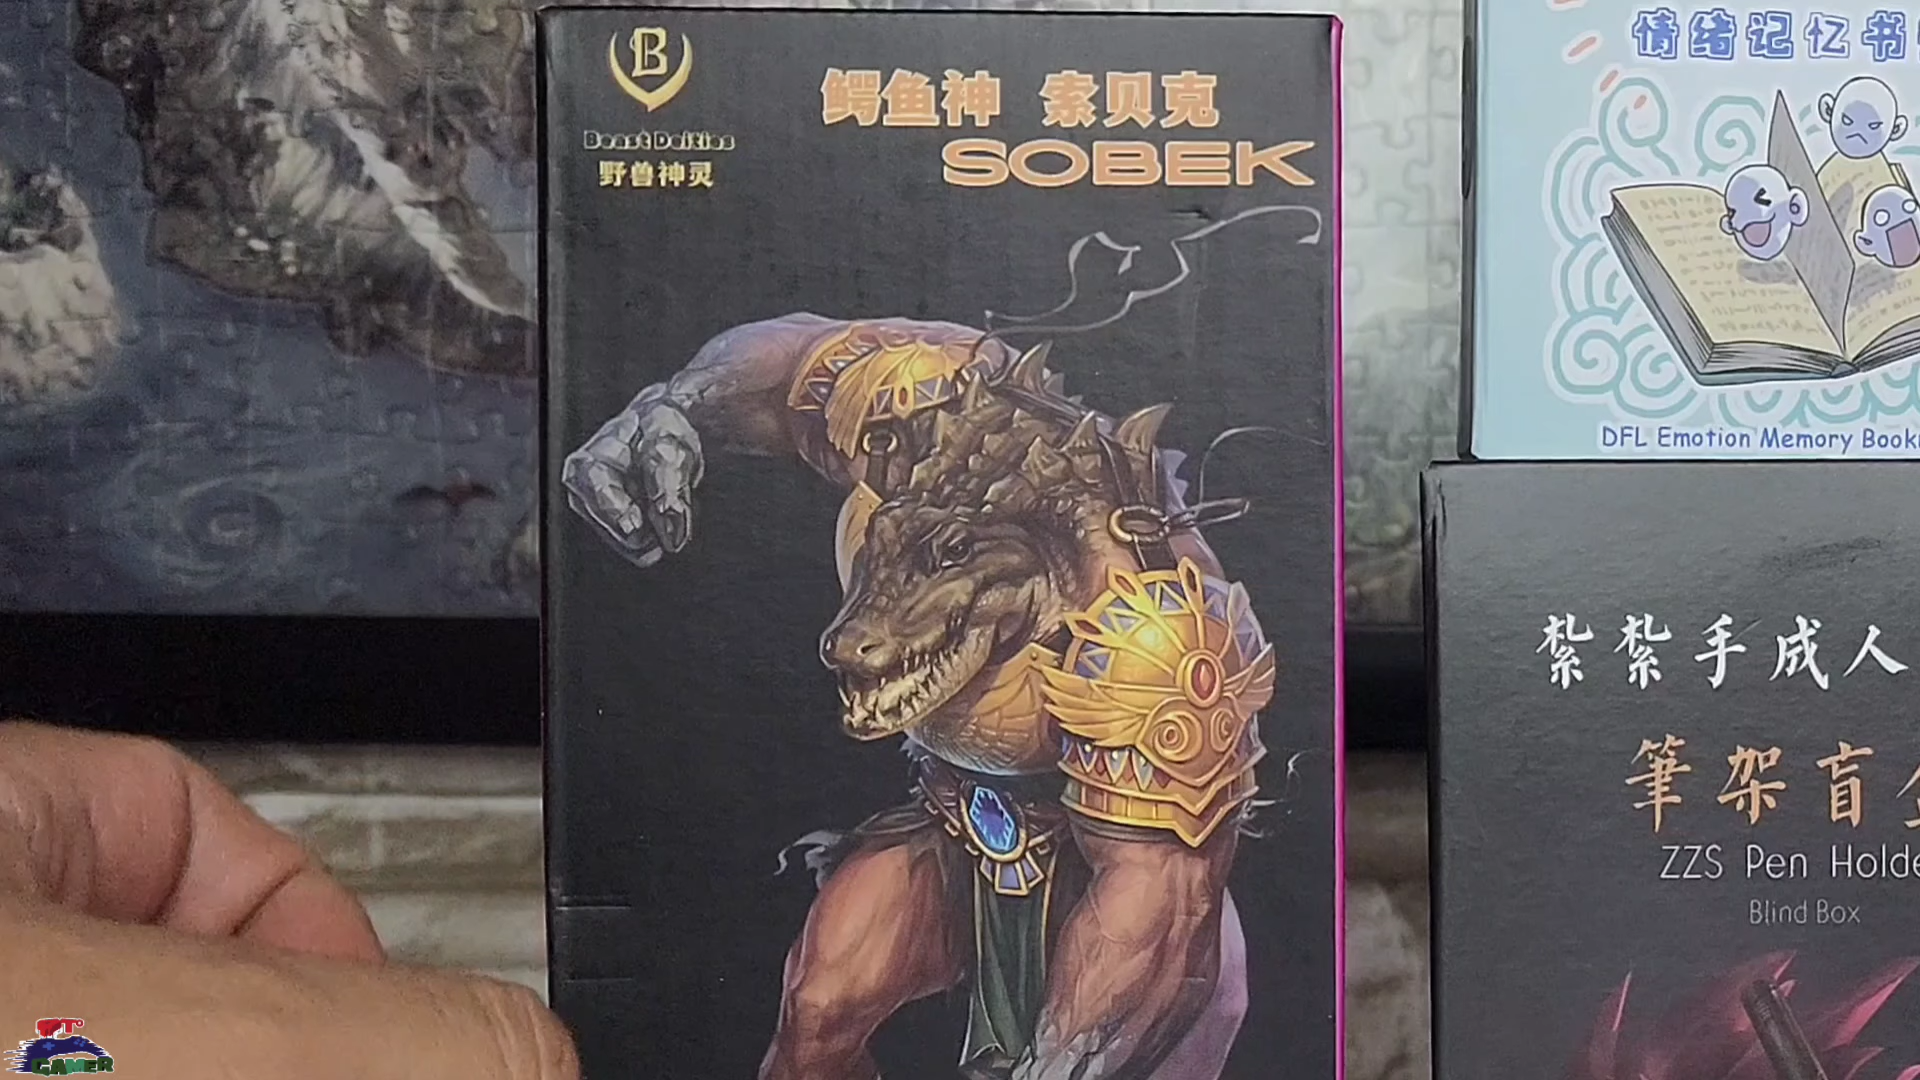 B
Beast Deities
野兽神灵
鳄鱼神 索贝克
SOBEK
情绪记忆书
DFL Emotion Memory Book
紮紮手成人
筆架盲
ZZS Pen Holde
Blind Box
GAMER